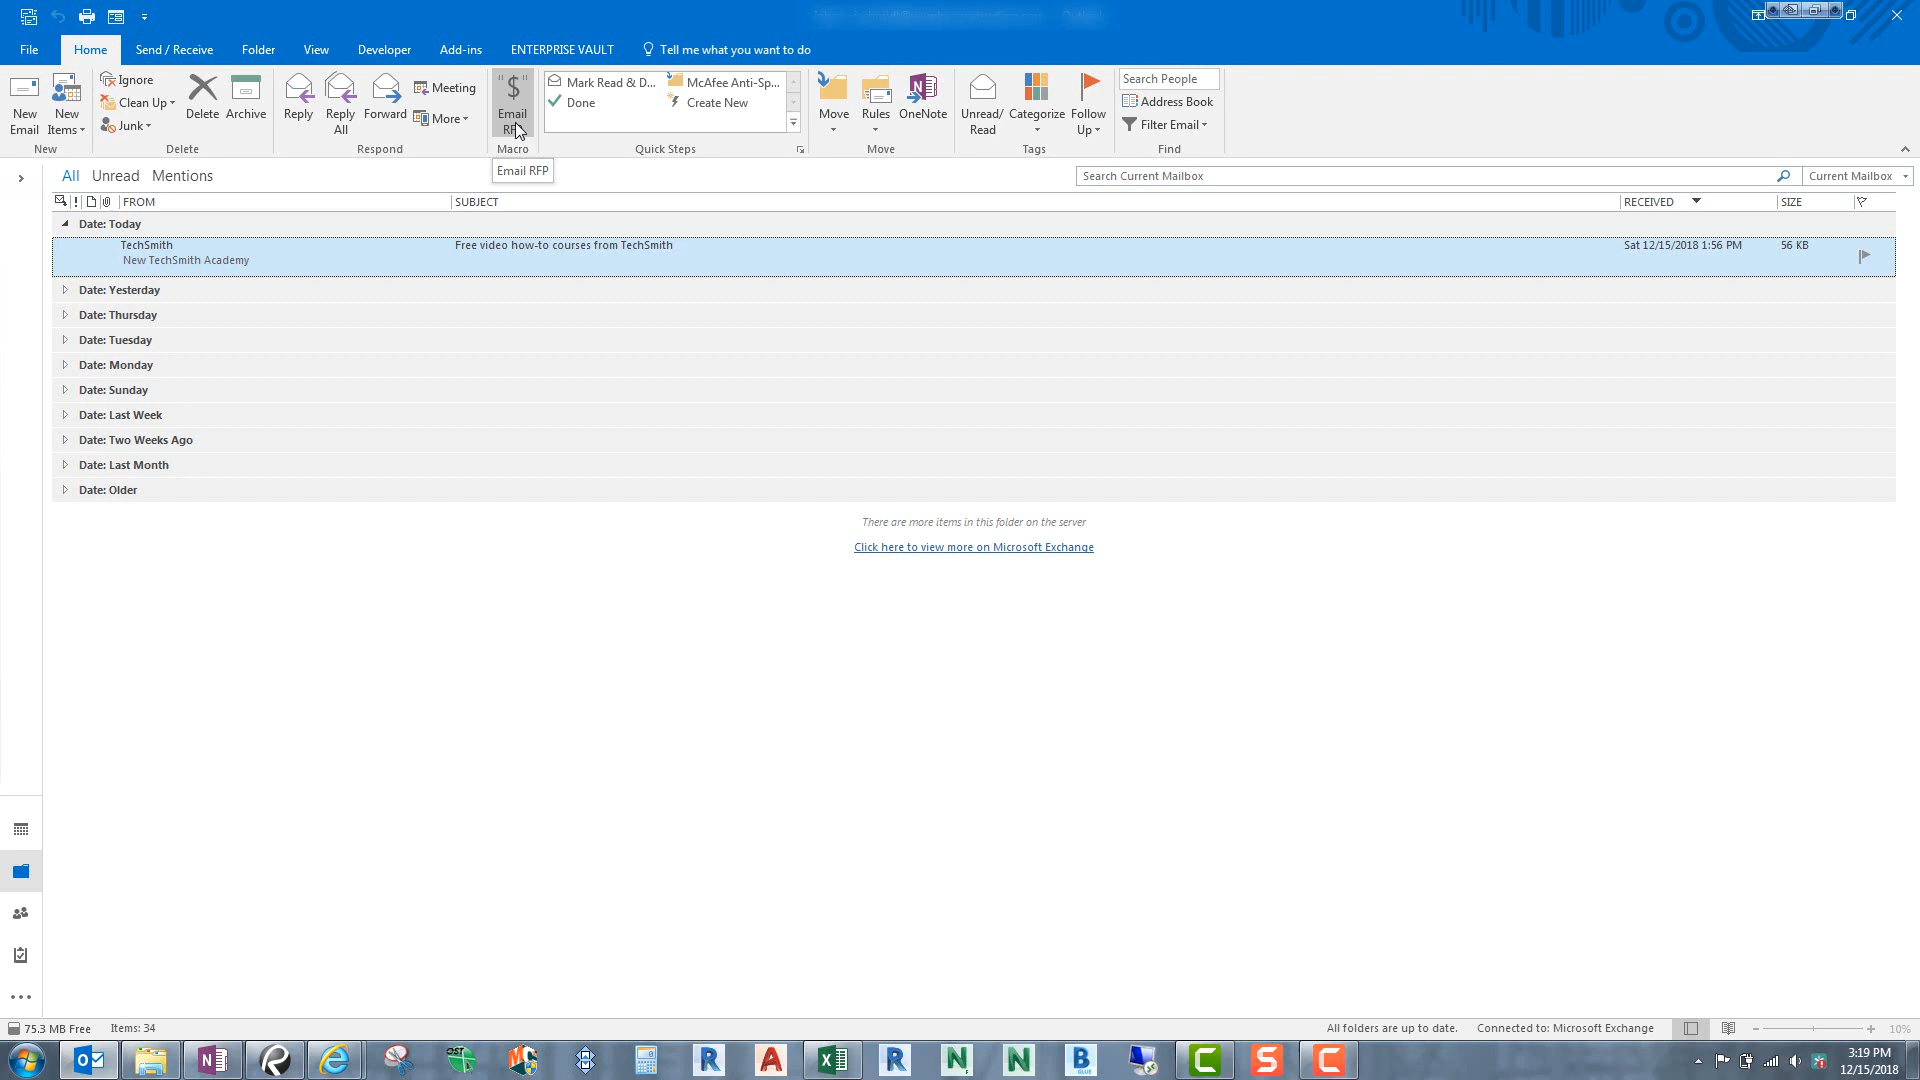 File Home Send / Receive Folder View Developer Add-ins ENTERPRISE VAULT Tell me what you want to do
New Email
New Items
New
Ignore
Clean Up
Junk
Delete
Archive
Delete
Reply
Reply All
Forward
Meeting
More
Respond
" $ "
Email
Macro
Email RFP
Mark Read & D...
McAfee Anti-Sp...
Done
Create New
Quick Steps
Move
Rules
OneNote
Move
Unread/ Read
Categorize
Follow Up
Tags
Search People
Address Book
Filter Email
Find
All Unread Mentions
Search Current Mailbox
Current Mailbox
! FROM SUBJECT RECEIVED SIZE
Date: Today
TechSmith Free video how-to courses from TechSmith Sat 12/15/2018 1:56 PM 56 KB
New TechSmith Academy
Date: Yesterday
Date: Thursday
Date: Tuesday
Date: Monday
Date: Sunday
Date: Last Week
Date: Two Weeks Ago
Date: Last Month
Date: Older
There are more items in this folder on the server
Click here to view more on Microsoft Exchange
75.3 MB Free Items: 34 All folders are up to date. Connected to: Microsoft Exchange 10%
3:19 PM
12/15/2018